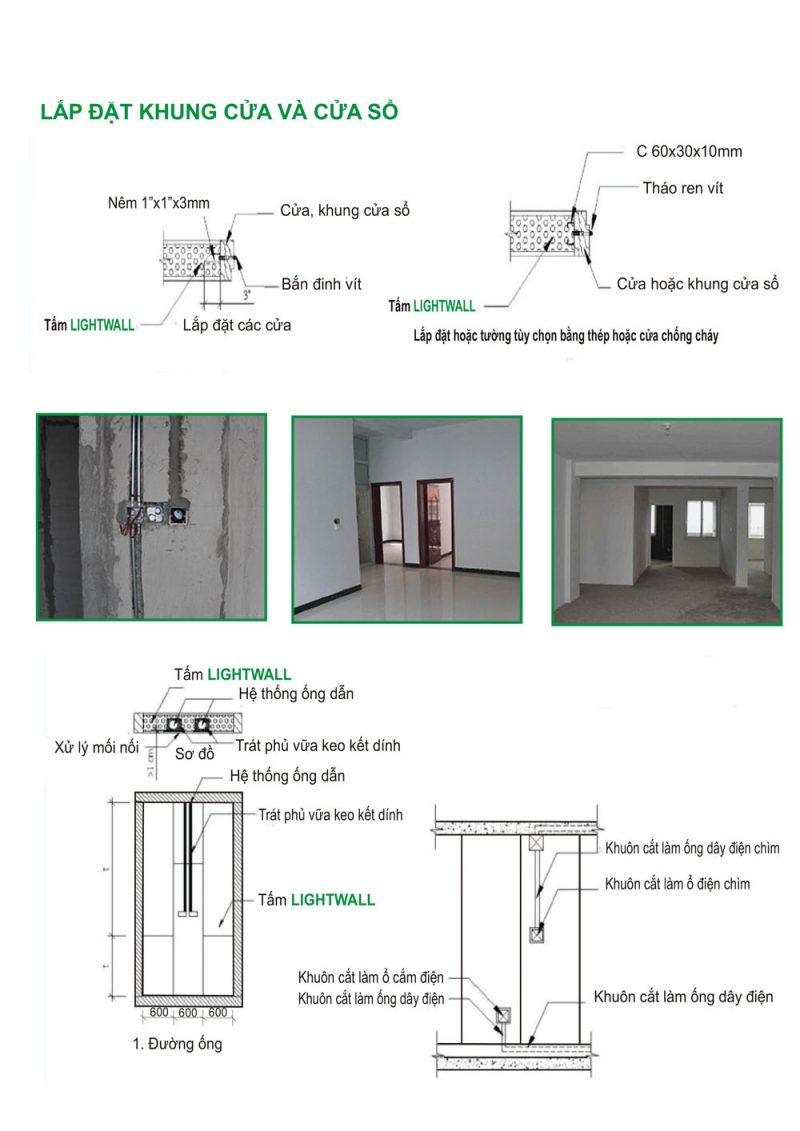 LẮP ĐẶT KHUNG CỬA VÀ CỬA SỔ
C 60x30x10mm
Tháo ren vít
Nêm 1”x1”x3mm
Cửa, khung cửa sổ
Bắn đinh vít
3"
Tấm LIGHTWALL
Lắp đặt các cửa
Cửa hoặc khung cửa sổ
Tấm LIGHTWALL
Lắp đặt hoặc tường tùy chọn bằng thép hoặc cửa chống cháy
Tấm LIGHTWALL
Hệ thống ống dẫn
Xử lý mối nối
Sơ đồ
Trát phủ vữa keo kết dính
>1 cm
Hệ thống ống dẫn
Trát phủ vữa keo kết dính
Tấm LIGHTWALL
t
t
600 600 600
1. Đường ống
Khuôn cắt làm ống dây điện chìm
Khuôn cắt làm ổ điện chìm
Khuôn cắt làm ổ cắm điện
Khuôn cắt làm ống dây điện
Khuôn cắt làm ống dây điện